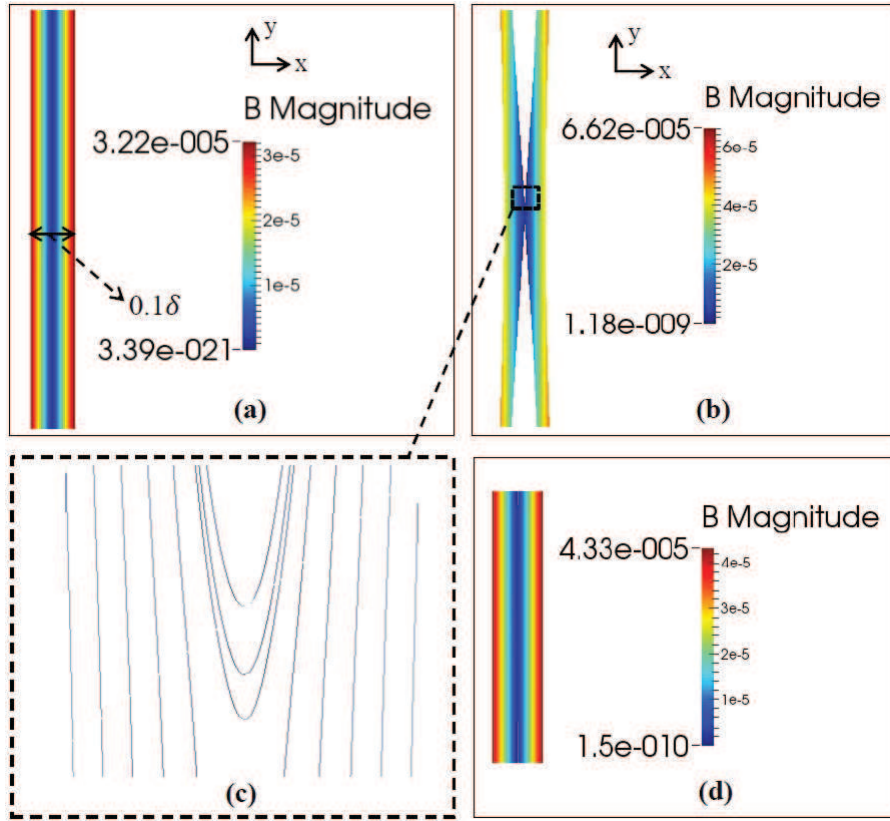 y
x
B Magnitude
3.22e-005
3e-5
2e-5
1e-5
0.1δ
3.39e-021
(a)
y
x
B Magnitude
6.62e-005
6e-5
4e-5
2e-5
1.18e-009
(b)
(c)
B Magnitude
4.33e-005
4e-5
3e-5
2e-5
1e-5
1.5e-010
(d)